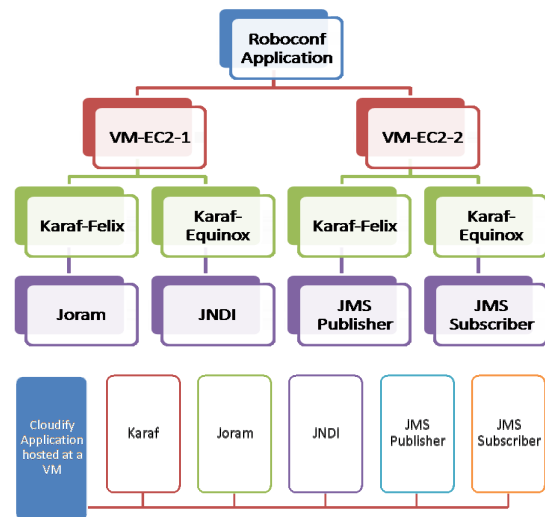 Roboconf
Application
VM-EC2-1
VM-EC2-2
Karaf-Felix
Karaf-
Equinox
Karaf-Felix
Karaf-
Equinox
Joram
JNDI
JMS
Publisher
JMS
Subscriber
Cloudify
Application
hosted at a
VM
Karaf
Joram
JNDI
JMS
Publisher
JMS
Subscriber